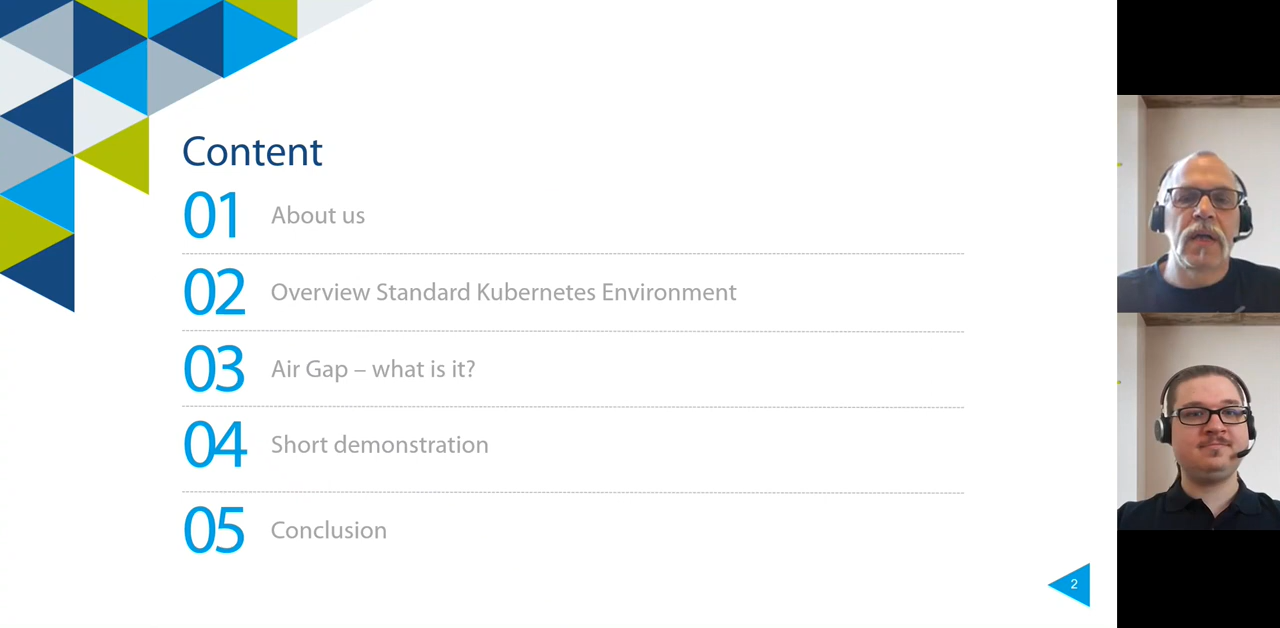 Content
01 About us
02 Overview Standard Kubernetes Environment
03 Air Gap – what is it?
04 Short demonstration
05 Conclusion
2